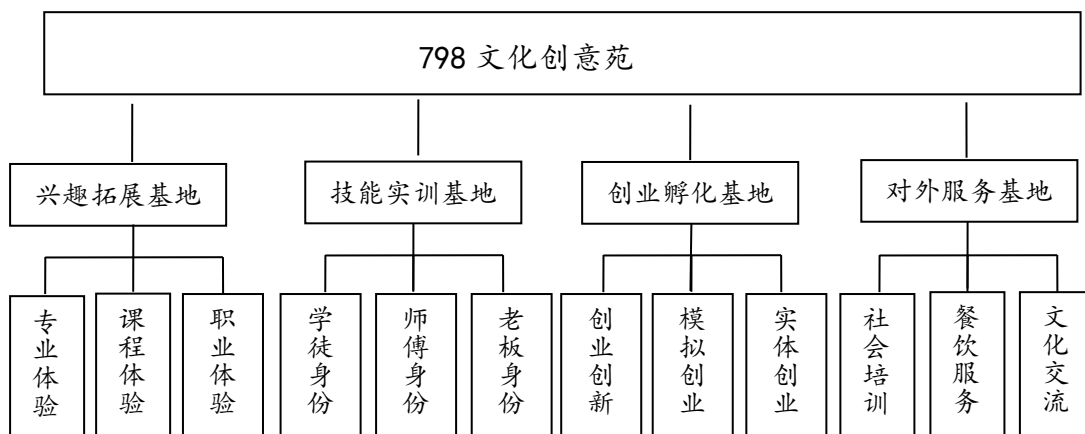 798 文化创意苑
兴趣拓展基地
技能实训基地
创业孵化基地
对外服务基地
专业体验
课程体验
职业体验
学徒身份
师傅身份
老板身份
创业创新
模拟创业
实体创业
社会培训
餐饮服务
文化交流